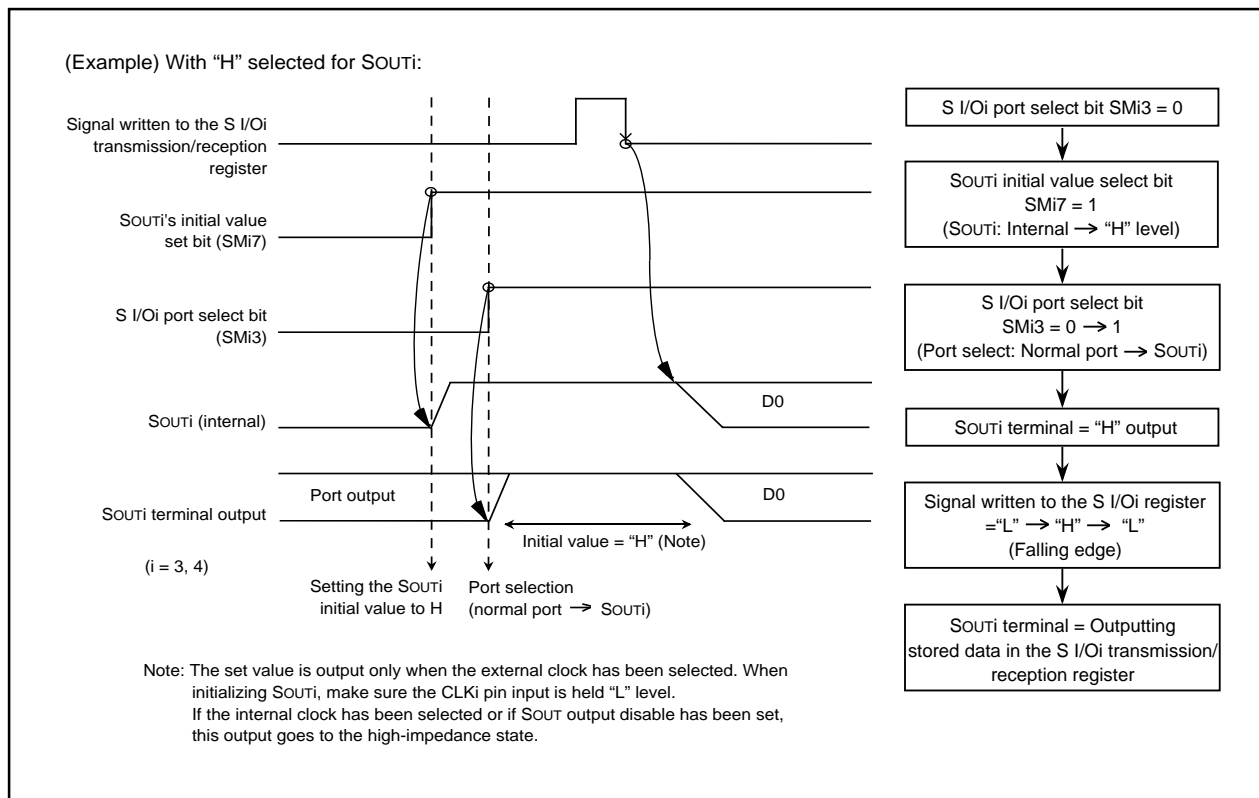 (Example) With “H” selected for SOUTi:
Signal written to the S I/Oi
transmission/reception
register
SOUTi's initial value
set bit (SMi7)
S I/Oi port select bit
(SMi3)
SOUTi (internal)
D0
Port output
D0
SOUTi terminal output
Initial value = “H” (Note)
(i = 3, 4)
Setting the SOUTi
initial value to H
Port selection
(normal port → SOUTi)
Note: The set value is output only when the external clock has been selected. When
initializing SOUTi, make sure the CLKi pin input is held “L” level.
If the internal clock has been selected or if SOUT output disable has been set,
this output goes to the high-impedance state.
S I/Oi port select bit SMi3 = 0
SOUTi initial value select bit
SMi7 = 1
(SOUTi: Internal → “H” level)
S I/Oi port select bit
SMi3 = 0 → 1
(Port select: Normal port → SOUTi)
SOUTi terminal = “H” output
Signal written to the S I/Oi register
=“L” → “H” → “L”
(Falling edge)
SOUTi terminal = Outputting
stored data in the S I/Oi transmission/
reception register